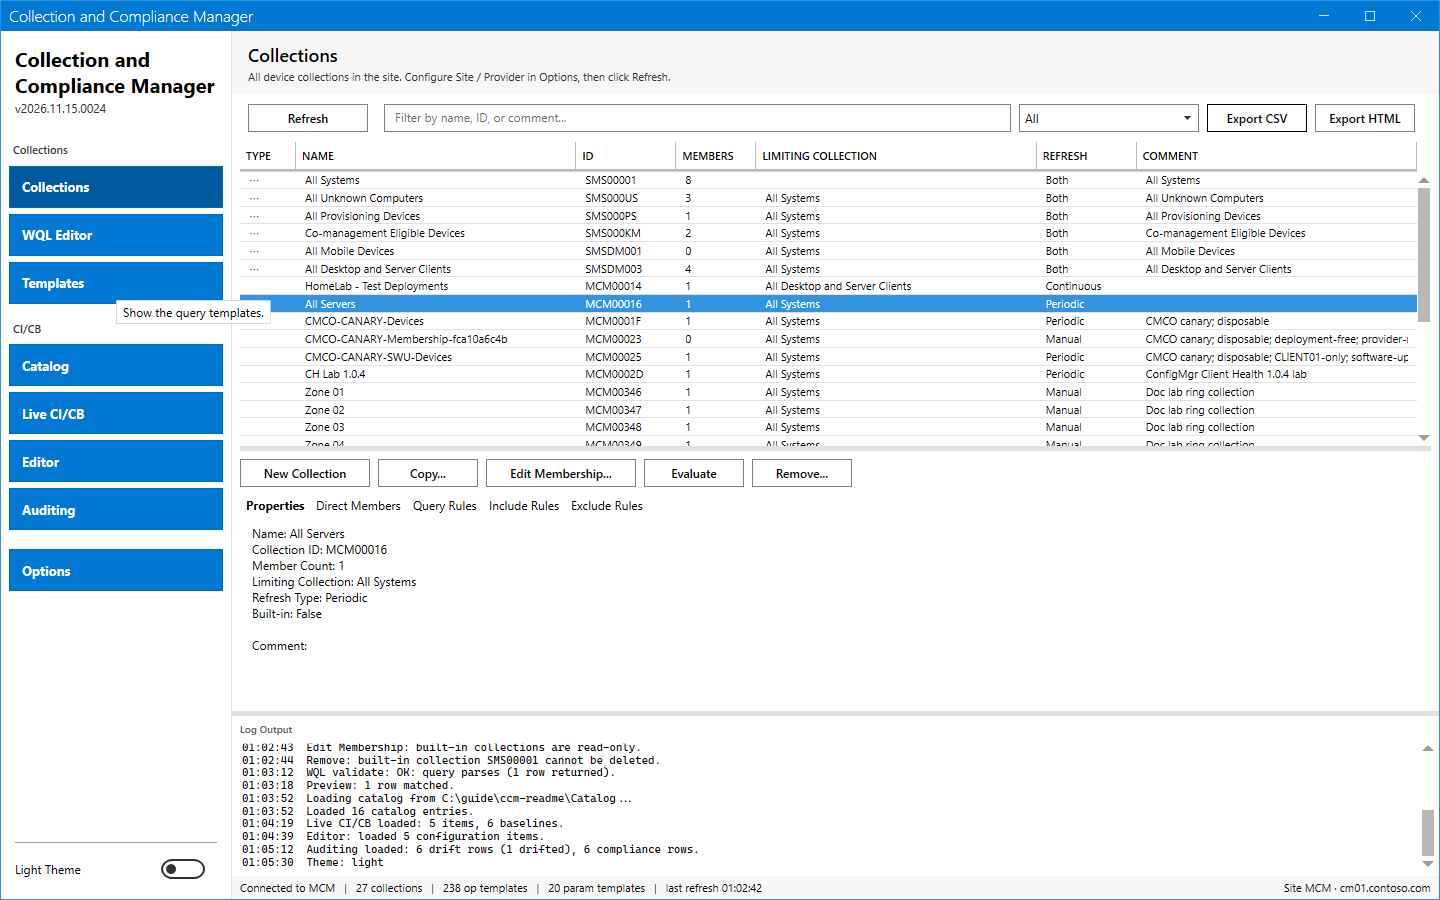 Collection and Compliance Manager
Collection and
Compliance Manager
v2026.11.15.0024
Collections
Collections
WQL Editor
Templates
Show the query templates.
CI/CB
Catalog
Live CI/CB
Editor
Auditing
Options
Light Theme
Collections
All device collections in the site. Configure Site / Provider in Options, then click Refresh.
Refresh Filter by name, ID, or comment... All Export CSV Export HTML
TYPE NAME ID MEMBERS LIMITING COLLECTION REFRESH COMMENT
... All Systems SMS00001 8 Both All Systems
... All Unknown Computers SMS000US 3 All Systems Both All Unknown Computers
... All Provisioning Devices SMS000PS 1 All Systems Both All Provisioning Devices
... Co-management Eligible Devices SMS000KM 2 All Systems Both Co-management Eligible Devices
... All Mobile Devices SMSDM001 0 All Systems Both All Mobile Devices
... All Desktop and Server Clients SMSDM003 4 All Systems Both All Desktop and Server Clients
HomeLab - Test Deployments MCM00014 1 All Desktop and Server Clients Continuous
All Servers MCM00016 1 All Systems Periodic
CMCO-CANARY-Devices MCM0001F 1 All Systems Periodic CMCO canary; disposable
CMCO-CANARY-Membership-fca10a6c4b MCM00023 0 All Systems Manual CMCO canary; disposable; deployment-free; provider-
CMCO-CANARY-SWU-Devices MCM00025 1 All Systems Periodic CMCO canary; disposable; CLIENT01-only; software-up
CH Lab 1.0.4 MCM0002D 1 All Systems Periodic ConfigMgr Client Health 1.0.4 lab
Zone 01 MCM00346 1 All Systems Manual Doc lab ring collection
Zone 02 MCM00347 1 All Systems Manual Doc lab ring collection
Zone 03 MCM00348 1 All Systems Manual Doc lab ring collection
Zone 04 MCM00349 1 All Systems Manual Doc lab ring collection
New Collection Copy... Edit Membership... Evaluate Remove...
Properties Direct Members Query Rules Include Rules Exclude Rules
Name: All Servers
Collection ID: MCM00016
Member Count: 1
Limiting Collection: All Systems
Refresh Type: Periodic
Built-in: False
Comment:
Log Output
01:02:43 Edit Membership: built-in collections are read-only.
01:02:44 Remove: built-in collection SMS00001 cannot be deleted.
01:03:12 WQL validate: OK: query parses (1 row returned).
01:03:18 Preview: 1 row matched.
01:03:52 Loading catalog from C:\guide\ccm-readme\Catalog...
01:03:52 Loaded 16 catalog entries.
01:04:19 Live CI/CB loaded: 5 items, 6 baselines.
01:04:39 Editor: loaded 5 configuration items.
01:05:12 Auditing loaded: 6 drift rows (1 drifted), 6 compliance rows.
01:05:30 Theme: light
Connected to MCM | 27 collections | 238 op templates | 20 param templates | last refresh 01:02:42 Site MCM · cm01.contoso.com